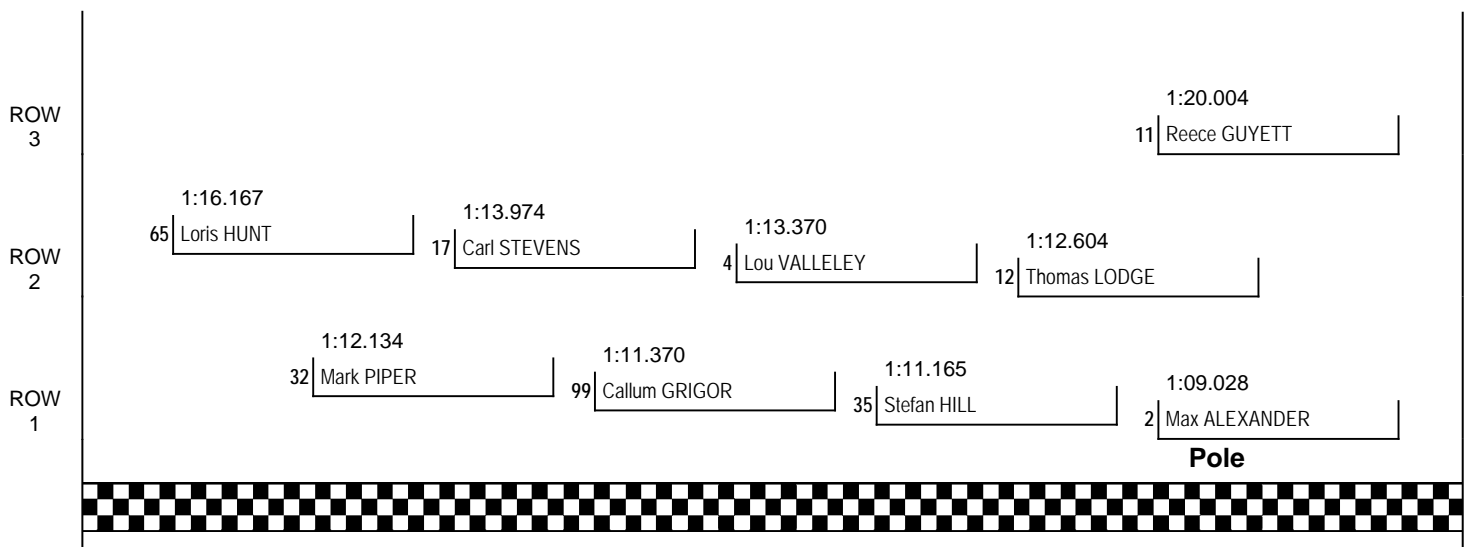 ROW
3
1:20.004
11 Reece GUYETT
ROW
2
1:16.167
65 Loris HUNT
1:13.974
17 Carl STEVENS
1:13.370
4 Lou VALLELEY
1:12.604
12 Thomas LODGE
ROW
1
1:12.134
32 Mark PIPER
1:11.370
99 Callum GRIGOR
1:11.165
35 Stefan HILL
1:09.028
2 Max ALEXANDER
Pole